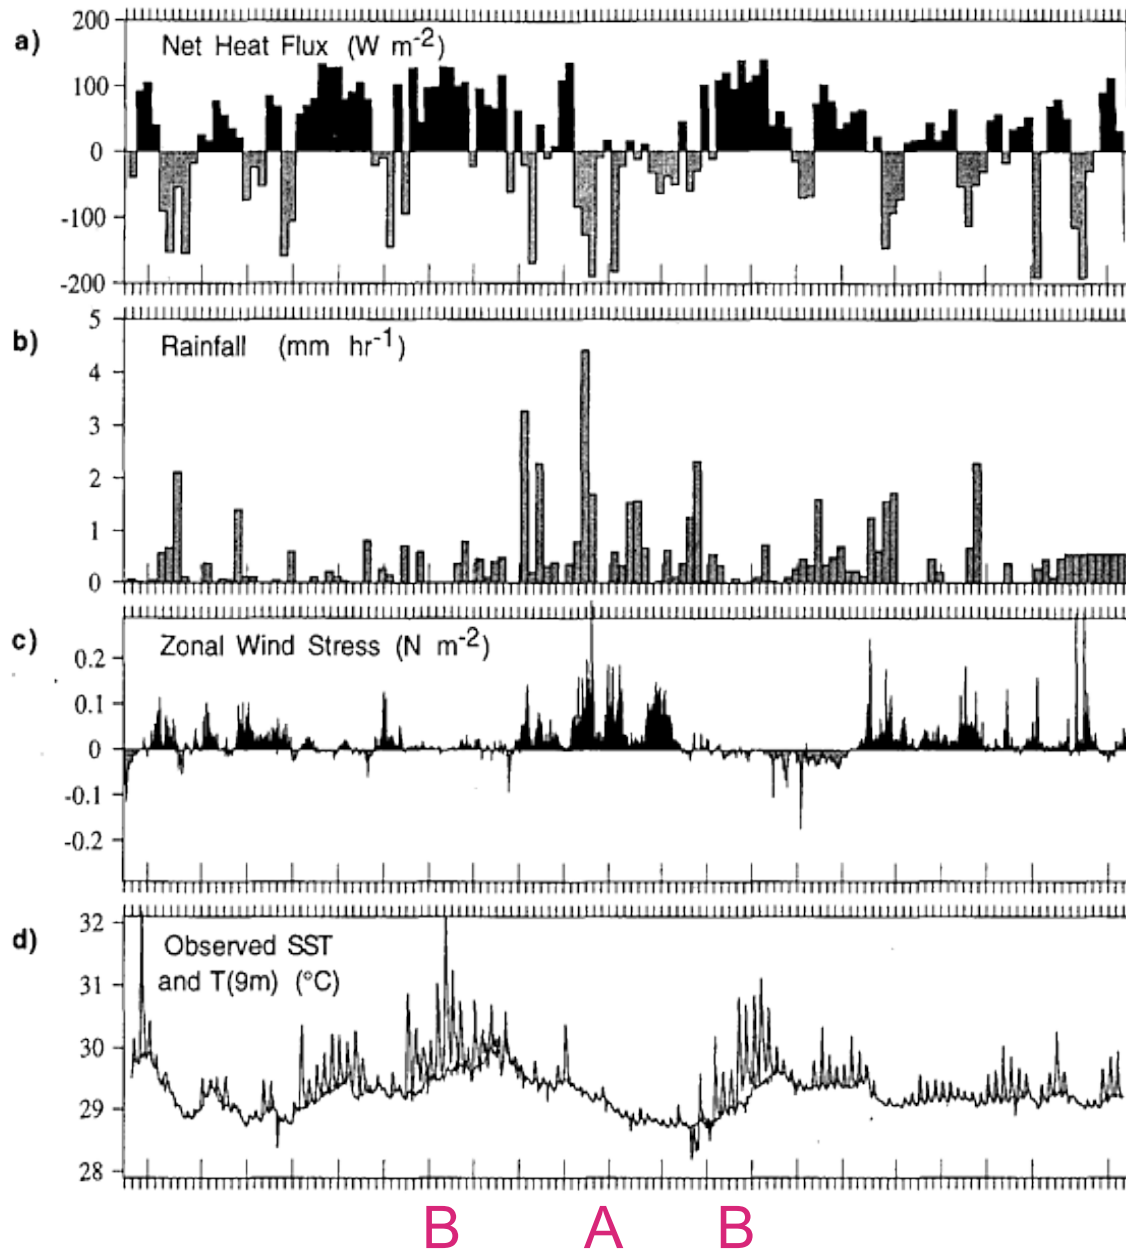 a)
Net Heat Flux (W m-2)
200
100
0
-100
-200
b)
Rainfall (mm hr-1)
5
4
3
2
1
0
c)
Zonal Wind Stress (N m-2)
0.2
0.1
0
-0.1
-0.2
d)
Observed SST
and T(9m) (°C)
32
31
30
29
28
B A B